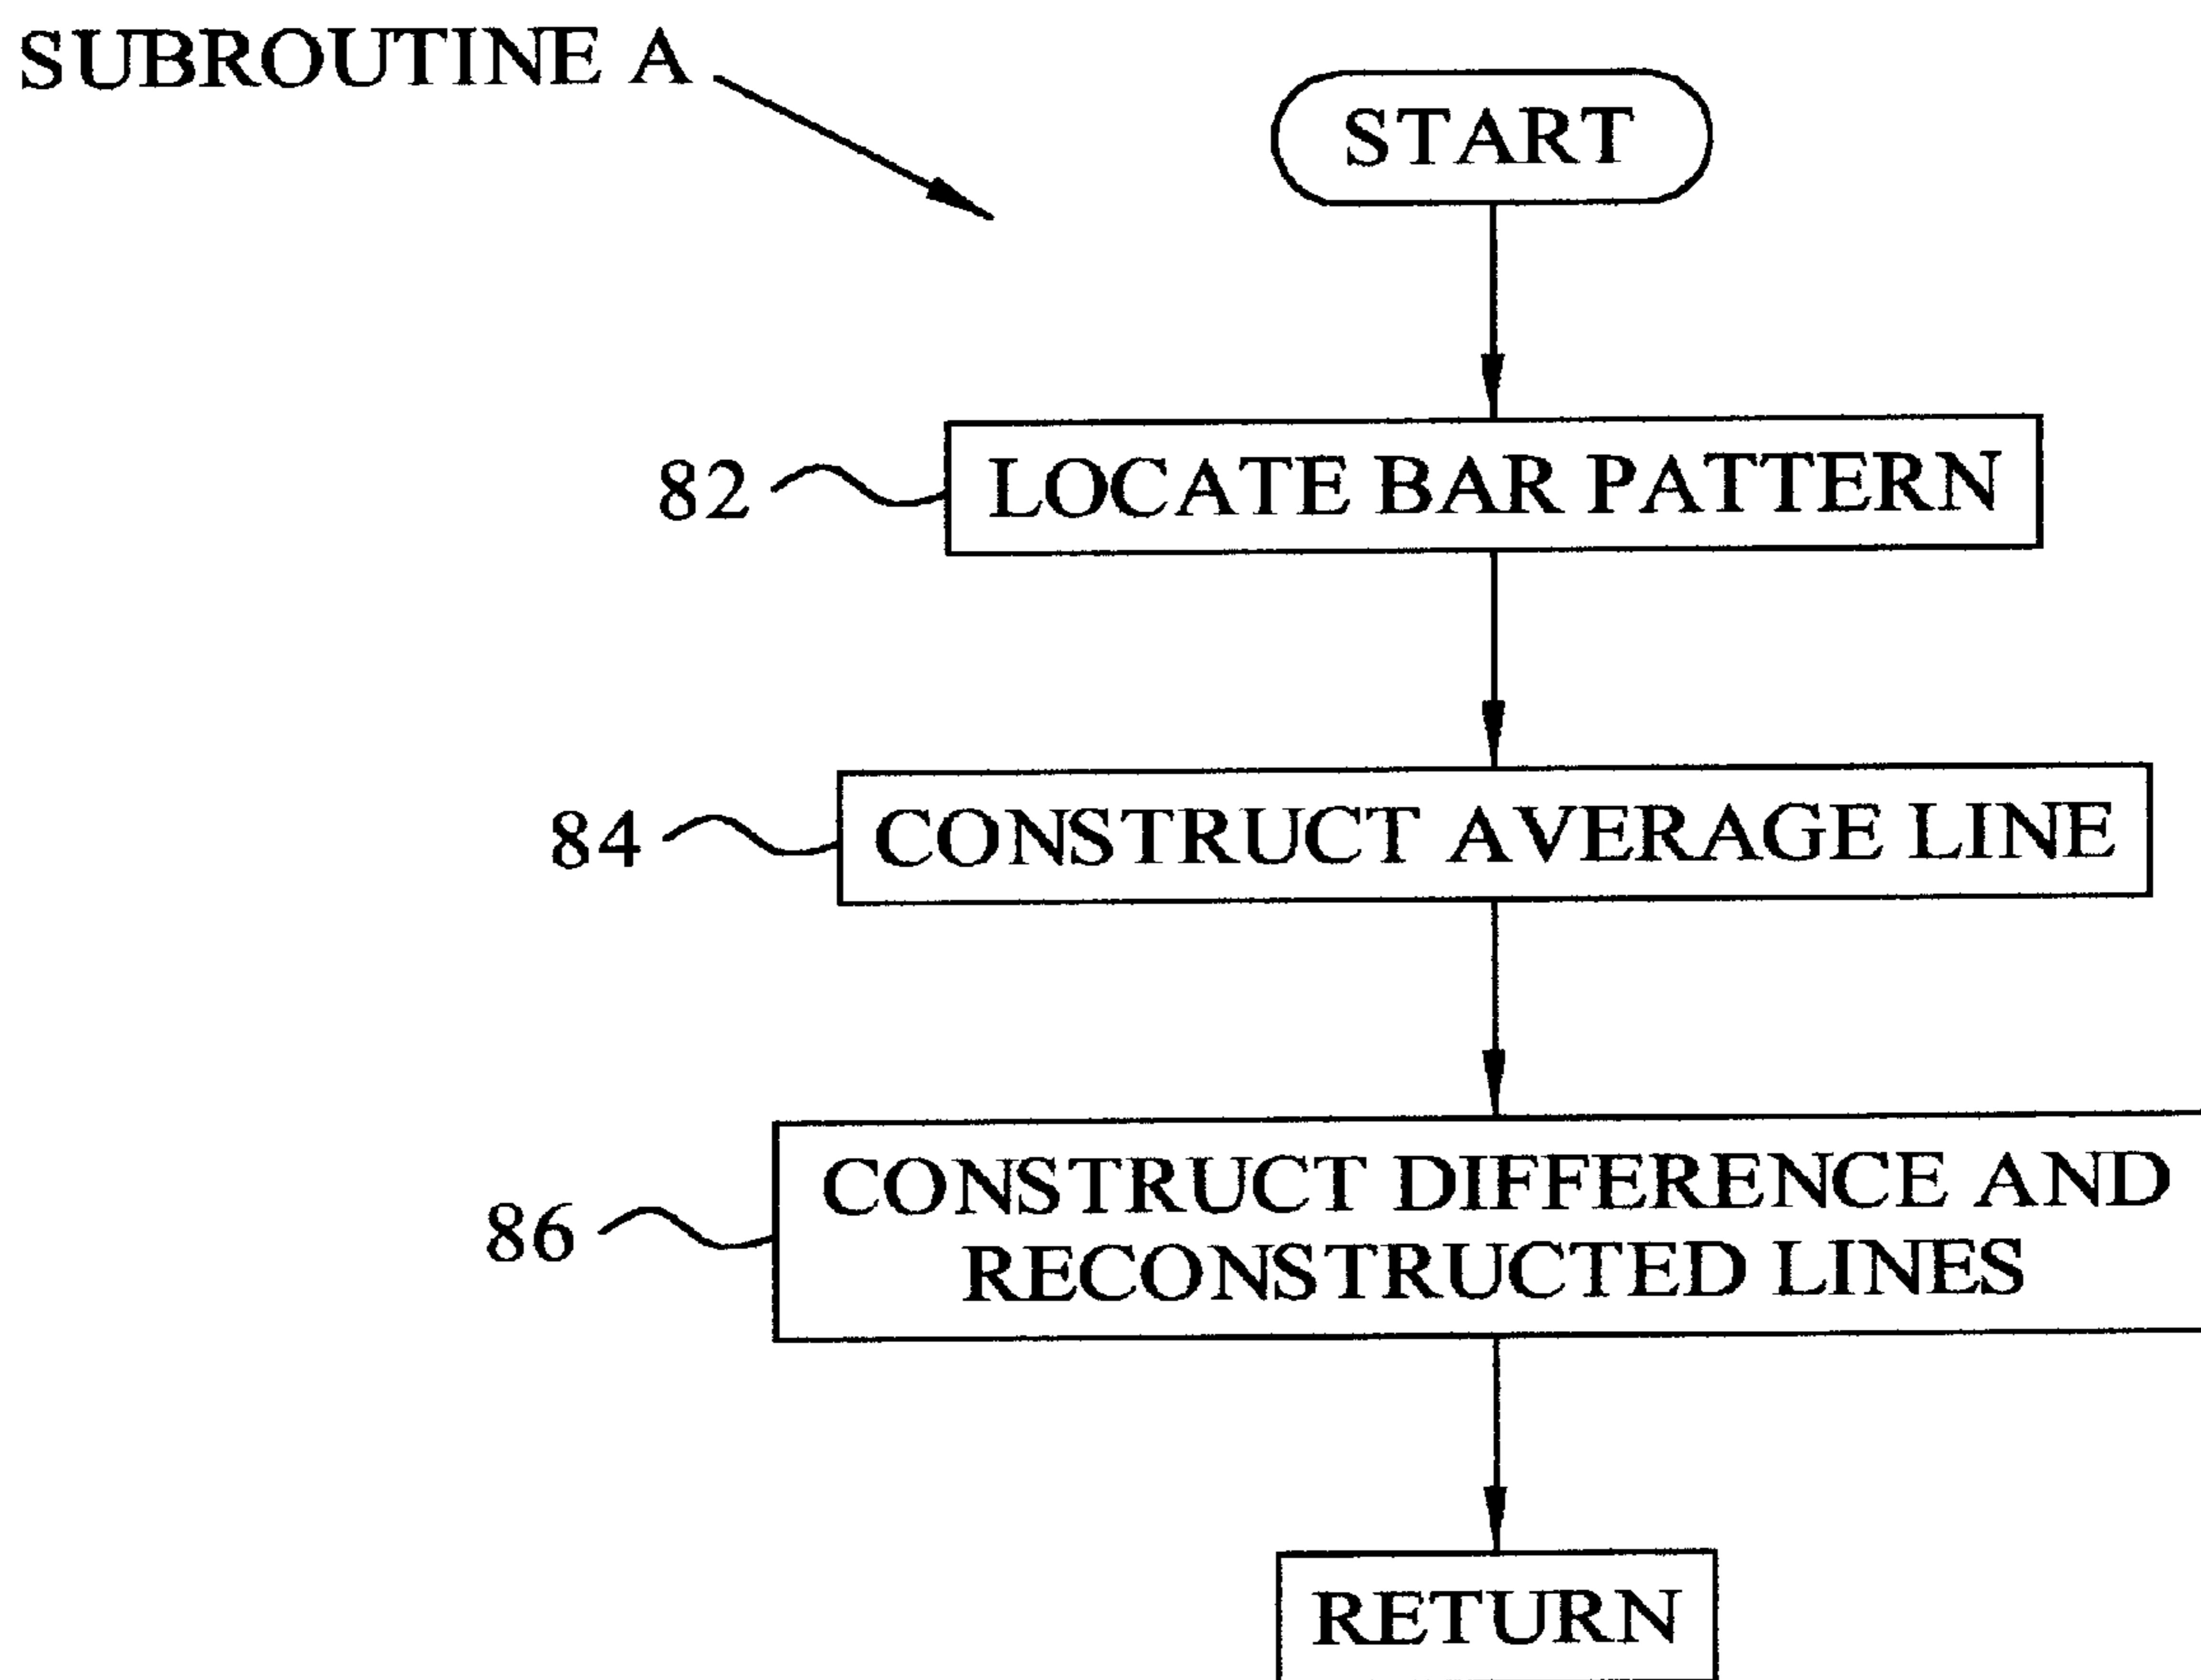 SUBROUTINE A
START
82
LOCATE BAR PATTERN
84
CONSTRUCT AVERAGE LINE
86
CONSTRUCT DIFFERENCE AND
RECONSTRUCTED LINES
RETURN